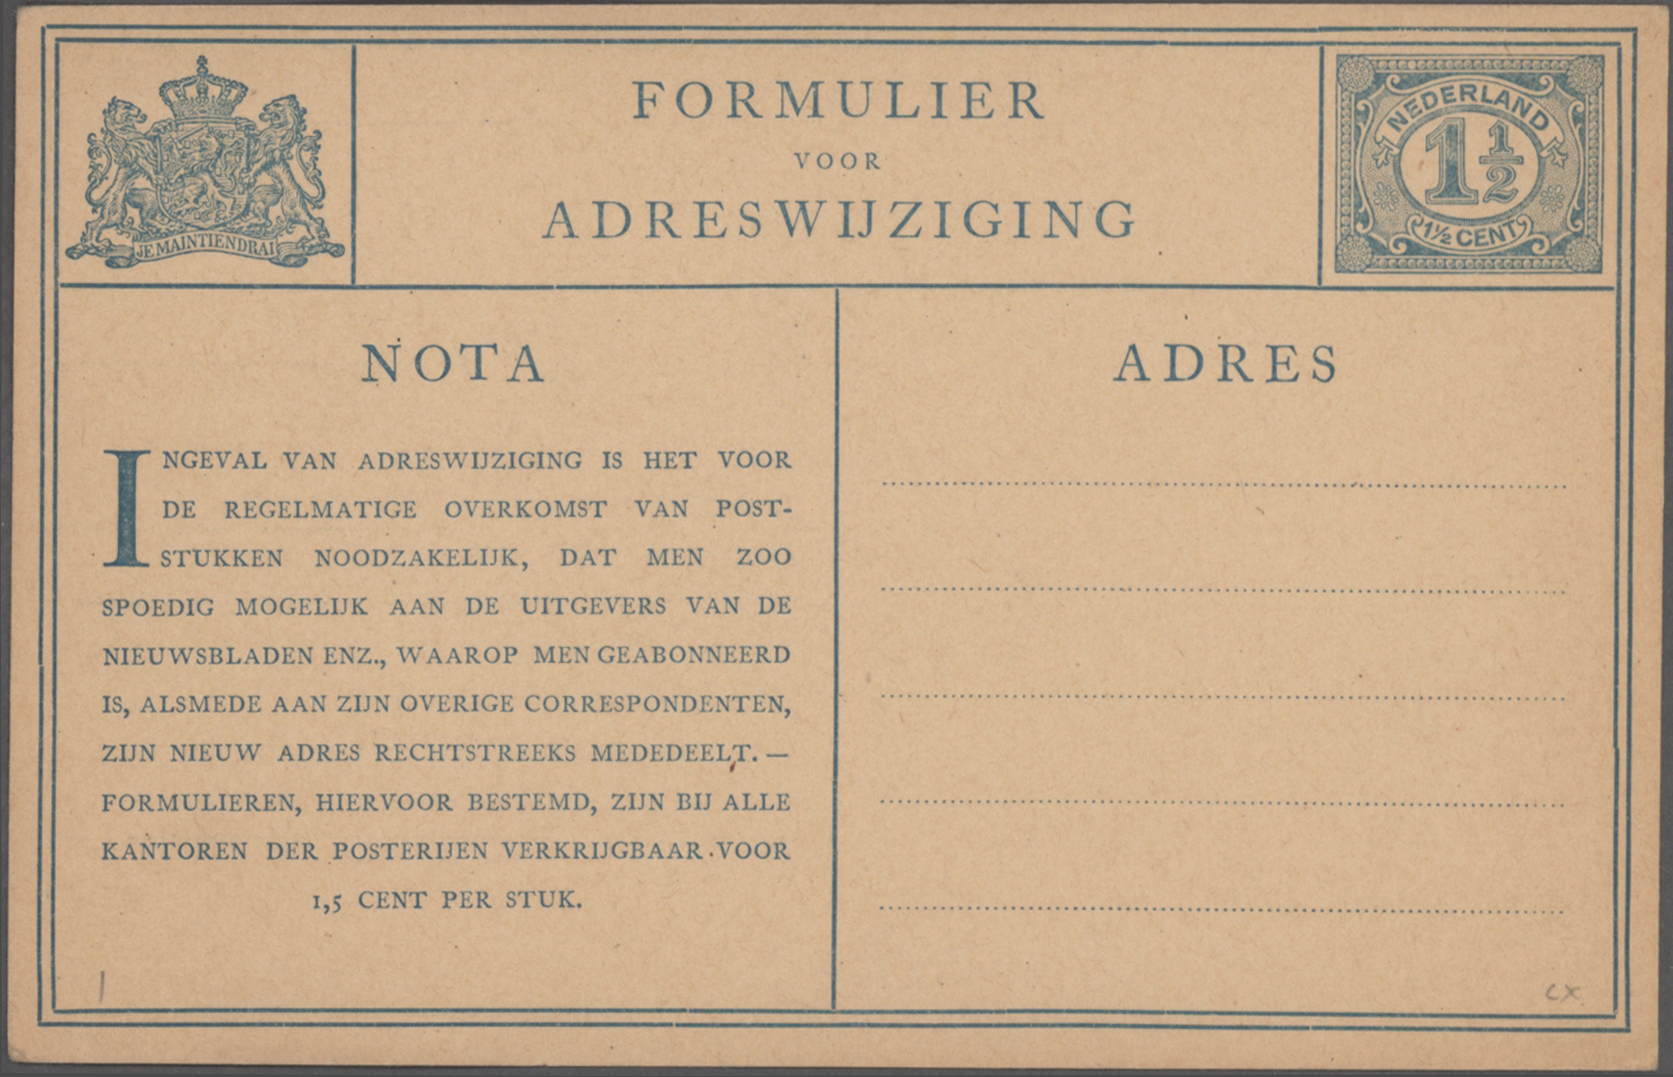 FORMULIER
VOOR
ADRESWIJZIGING
JE MAINTIENDRAI
NEDERLAND
1 1/2
1½ CENT
NOTA
INGEVAL VAN ADRESWIJZIGING IS HET VOOR
DE REGELMATIGE OVERKOMST VAN POST-
STUKKEN NOODZAKELIJK, DAT MEN ZOO
SPOEDIG MOGELIJK AAN DE UITGEVERS VAN DE
NIEUWSBLADEN ENZ., WAAROP MEN GEABONNEERD
IS, ALSMEDE AAN ZIJN OVERIGE CORRESPONDENTEN,
ZIJN NIEUW ADRES RECHTSTREEKS MEDEDEELT. —
FORMULIEREN, HIERVOOR BESTEMD, ZIJN BIJ ALLE
KANTOREN DER POSTERIJEN VERKRIJGBAAR VOOR
1,5 CENT PER STUK.
ADRES
cx